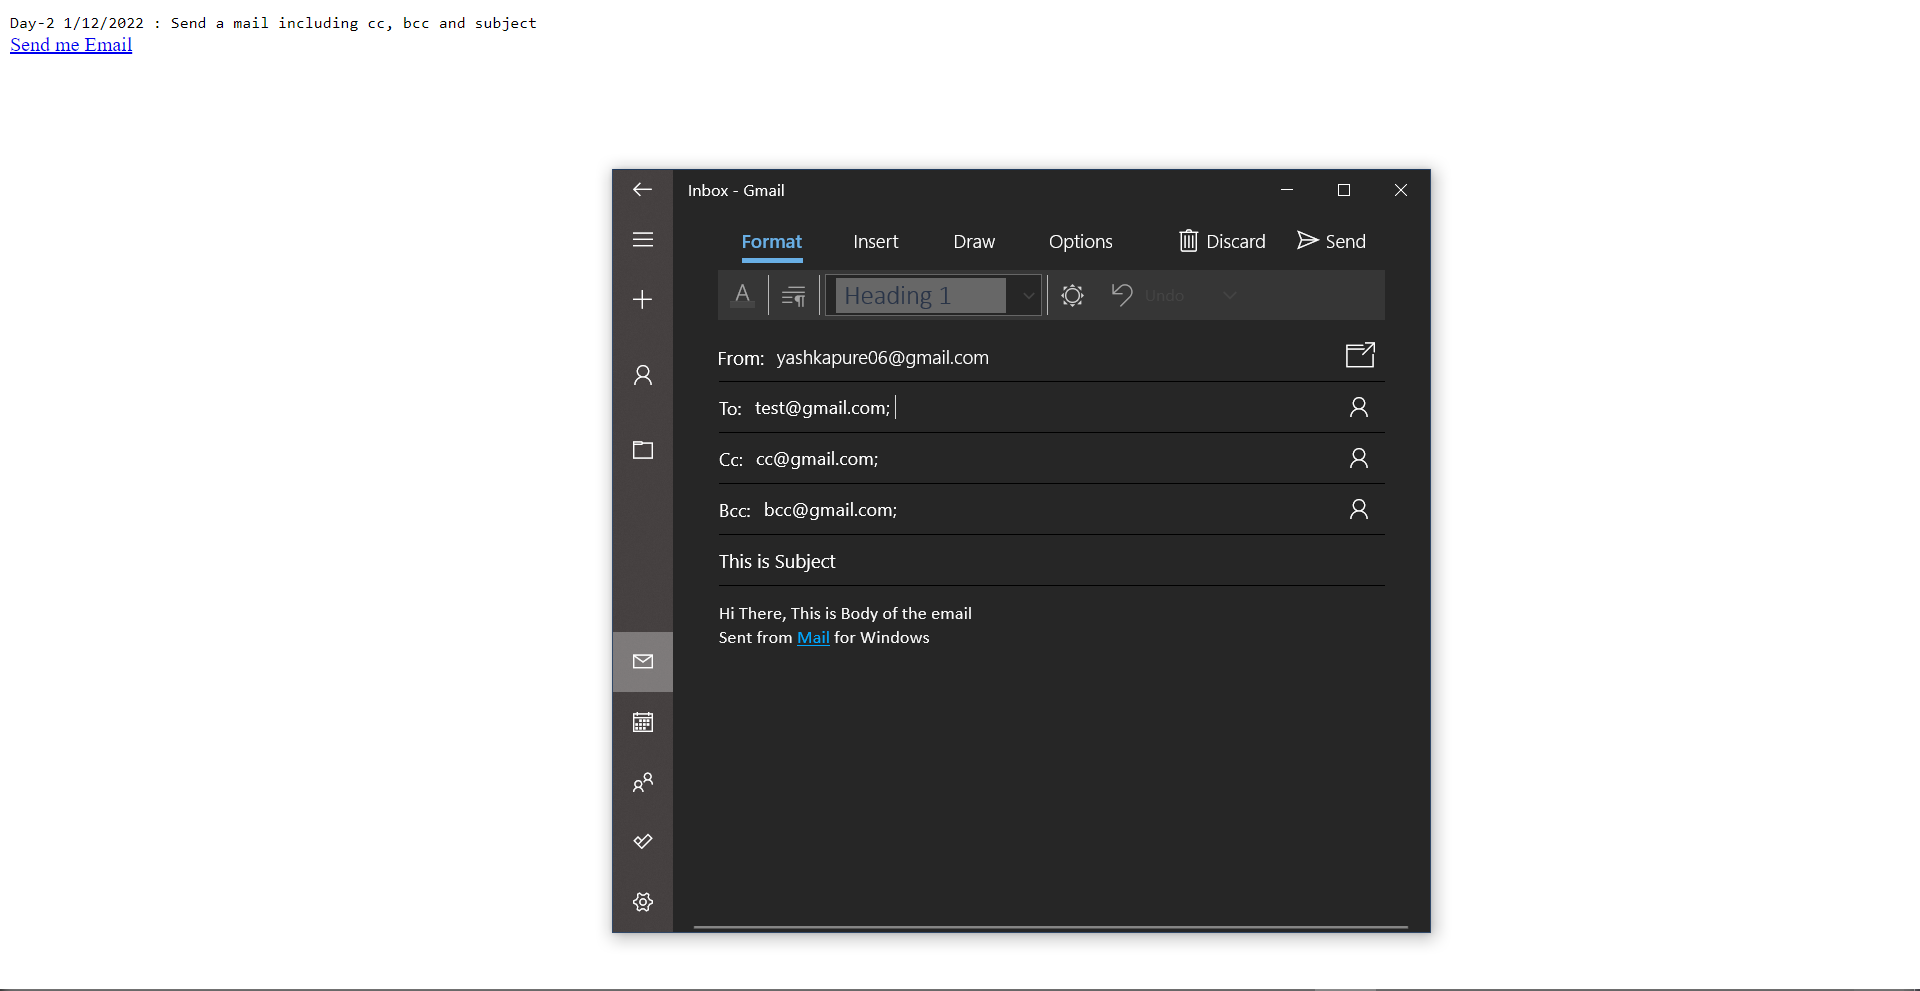 Day-2 1/12/2022 : Send a mail including cc, bcc and subject
Send me Email
Inbox - Gmail
Format Insert Draw Options Discard Send
A Heading 1 Undo
From: yashkapure06@gmail.com
To: test@gmail.com;
Cc: cc@gmail.com;
Bcc: bcc@gmail.com;
This is Subject
Hi There, This is Body of the email
Sent from Mail for Windows